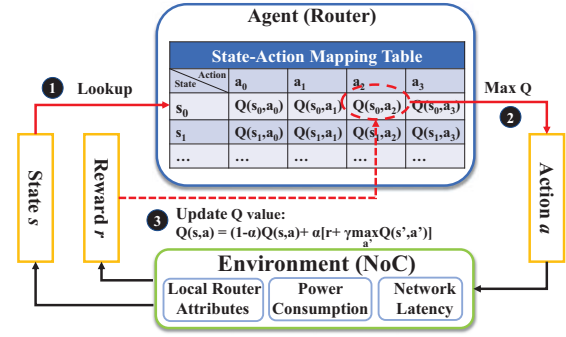 Agent (Router)
State-Action Mapping Table
Action
State
a0 a1 a2 a3
s0 Q(s0,a0) Q(s0,a1) Q(s0,a2) Q(s0,a3)
s1 Q(s1,a0) Q(s1,a1) Q(s1,a2) Q(s1,a3)
... ... ... ... ...
1 Lookup
Max Q
2
State s
Reward r
Action a
3 Update Q value:
Q(s,a) = (1-α)Q(s,a)+ α[r+ γmaxQ(s',a')]
a'
Environment (NoC)
Local Router
Attributes
Power
Consumption
Network
Latency